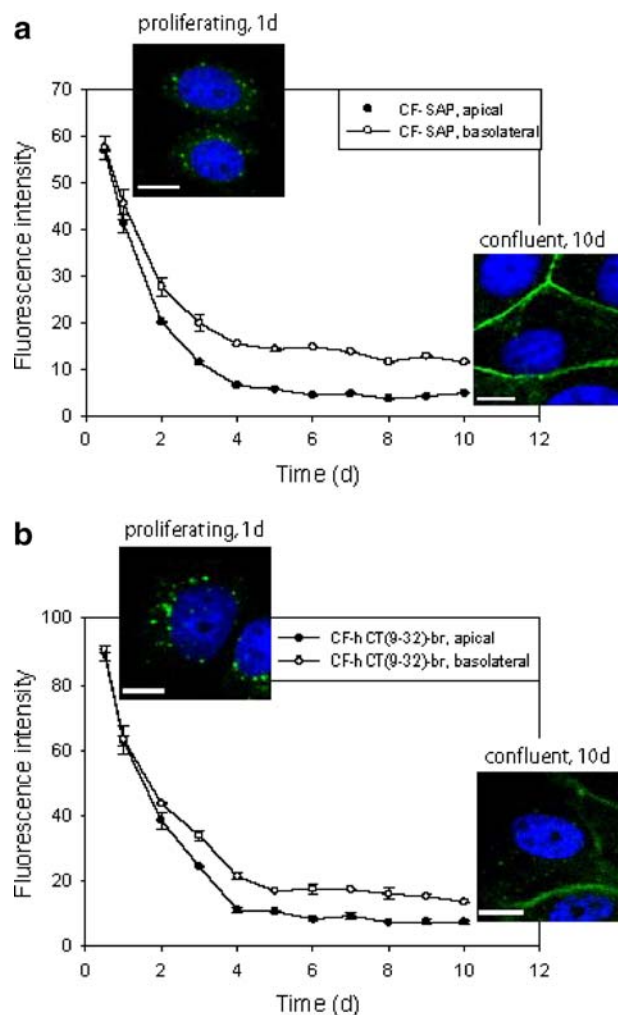 a
proliferating, 1d
70
60
50
40
30
20
10
0
Fluorescence intensity
CF-SAP, apical
CF-SAP, basolateral
confluent, 10d
0 2 4 6 8 10 12
Time (d)
b
proliferating, 1d
100
80
60
40
20
0
Fluorescence intensity
CF-hCT(9-32)-br, apical
CF-hCT(9-32)-br, basolateral
confluent, 10d
0 2 4 6 8 10 12
Time (d)